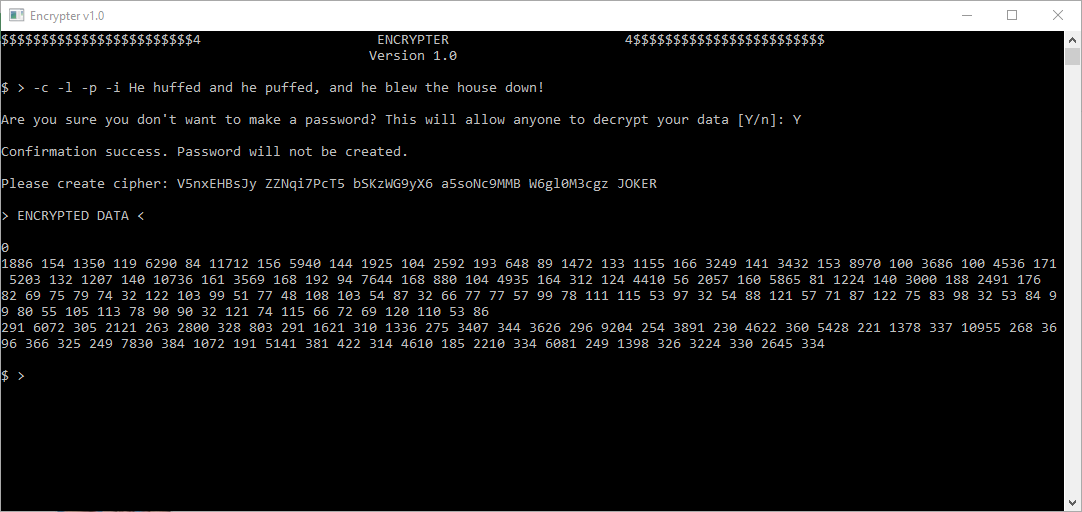 Encrypter v1.0
$$$$$$$$$$$$$$$$$$$$$$$$4 ENCRYPTER 4$$$$$$$$$$$$$$$$$$$$$$$$
Version 1.0
$ > -c -l -p -i He huffed and he puffed, and he blew the house down!
Are you sure you don't want to make a password? This will allow anyone to decrypt your data [Y/n]: Y
Confirmation success. Password will not be created.
Please create cipher: V5nxEHBsJy ZZNqi7PcT5 bSKzWG9yX6 a5soNc9MMB W6gl0M3cgz JOKER
> ENCRYPTED DATA <
0
1886 154 1350 119 6290 84 11712 156 5940 144 1925 104 2592 193 648 89 1472 133 1155 166 3249 141 3432 153 8970 100 3686 100 4536 171
5203 132 1207 140 10736 161 3569 168 192 94 7644 168 880 104 4935 164 312 124 4410 56 2057 160 5865 81 1224 140 3000 188 2491 176
82 69 75 79 74 32 122 103 99 51 77 48 108 103 54 87 32 66 77 77 57 99 78 111 115 53 97 32 54 88 121 57 71 87 122 75 83 98 32 53 84 9
9 80 55 105 113 78 90 90 32 121 74 115 66 72 69 120 110 53 86
291 6072 305 2121 263 2800 328 803 291 1621 310 1336 275 3407 344 3626 296 9204 254 3891 230 4622 360 5428 221 1378 337 10955 268 36
96 366 325 249 7830 384 1072 191 5141 381 422 314 4610 185 2210 334 6081 249 1398 326 3224 330 2645 334
$ >